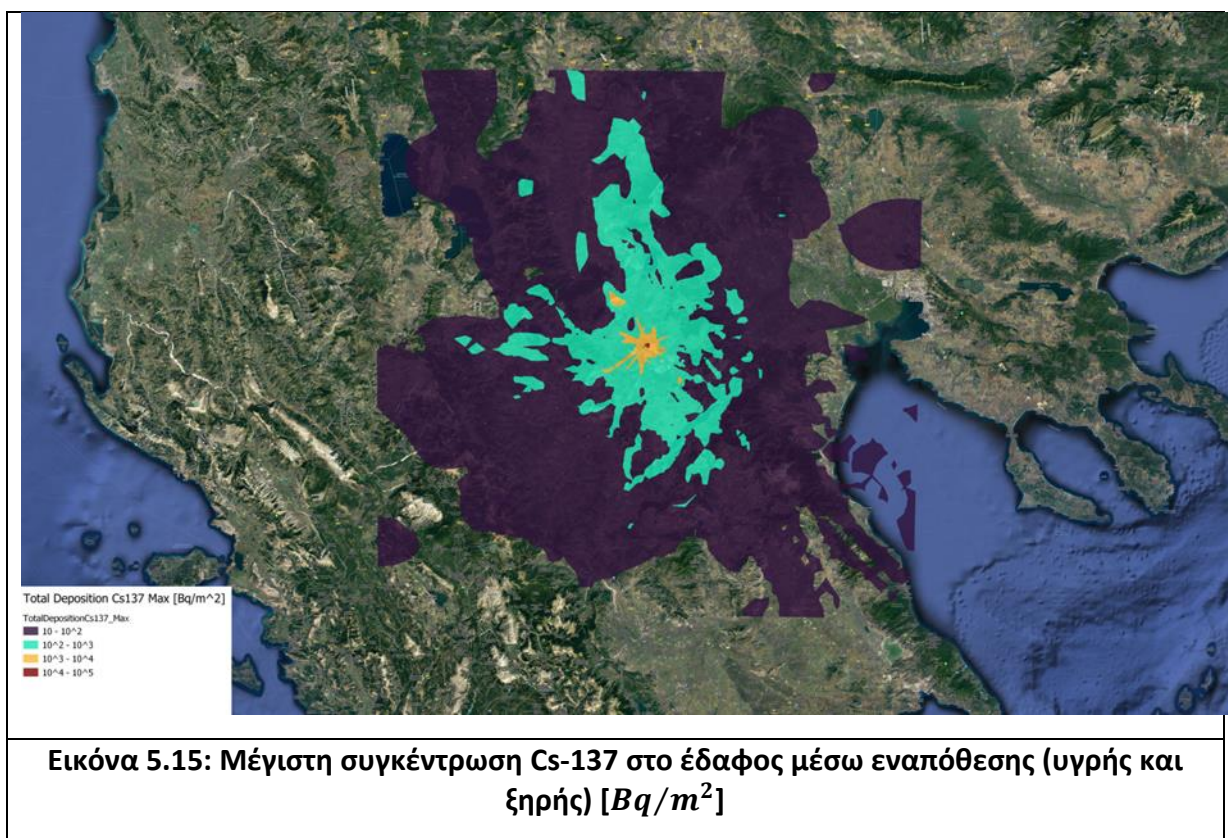 Total Deposition Cs137 Max [Bq/m^2]
TotalDepositionCs137_Max
10 - 10^2
10^2 - 10^3
10^3 - 10^4
10^4 - 10^5
Εικόνα 5.15: Μέγιστη συγκέντρωση Cs-137 στο έδαφος μέσω εναπόθεσης (υγρής και
ξηρής) [Bq/m²]